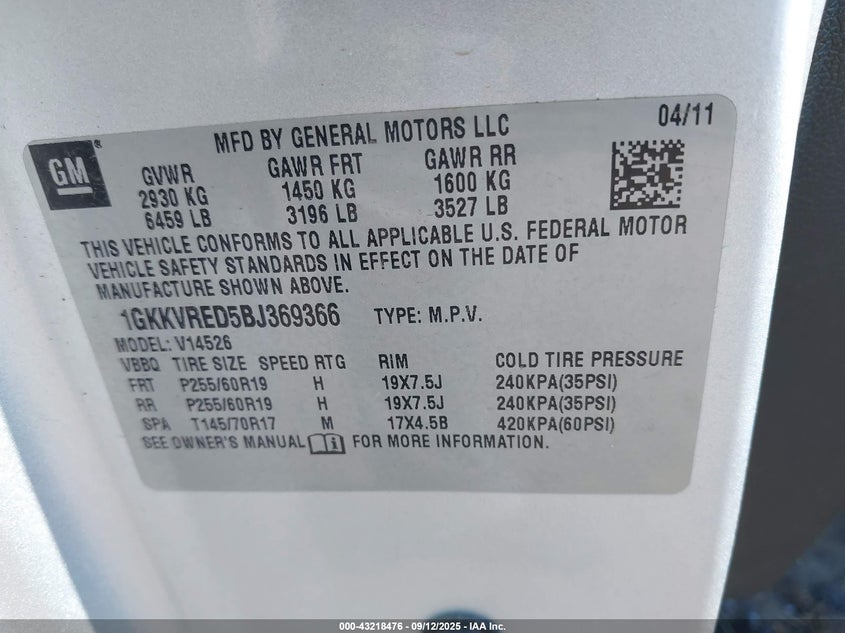 04/11
GM ®
MFD BY GENERAL MOTORS LLC
GVWR GAWR FRT GAWR RR
2930 KG 1450 KG 1600 KG
6459 LB 3196 LB 3527 LB
THIS VEHICLE CONFORMS TO ALL APPLICABLE U.S. FEDERAL MOTOR
VEHICLE SAFETY STANDARDS IN EFFECT ON THE DATE OF
MANUFACTURE SHOWN ABOVE.
1GKKVRED5BJ369366 TYPE: M.P.V.
MODEL: V14526
VBBQ TIRE SIZE SPEED RTG RIM COLD TIRE PRESSURE
FRT P255/60R19 H 19X7.5J 240KPA(35PSI)
RR P255/60R19 H 19X7.5J 240KPA(35PSI)
SPA T145/70R17 M 17X4.5B 420KPA(60PSI)
SEE OWNER'S MANUAL i FOR MORE INFORMATION.
000-43218476 - 09/12/2025 - IAA Inc.